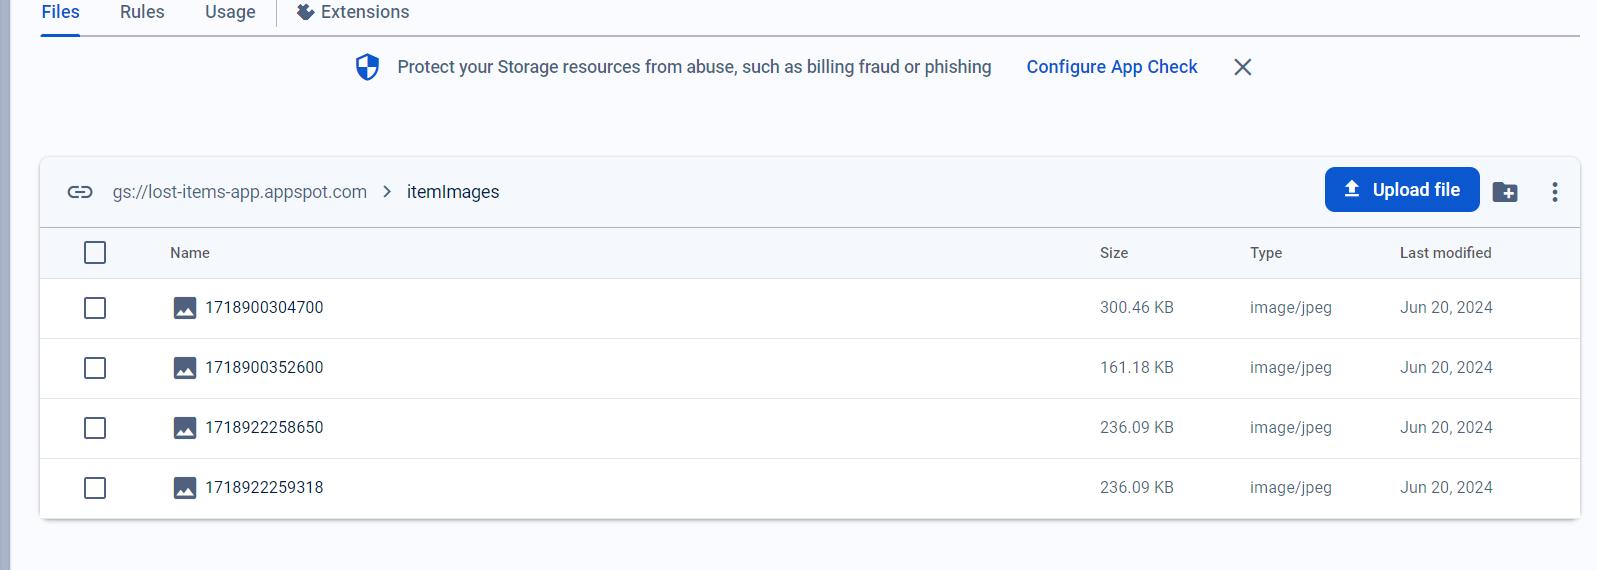 Files Rules Usage Extensions
Protect your Storage resources from abuse, such as billing fraud or phishing Configure App Check
gs://lost-items-app.appspot.com > itemImages Upload file
Name Size Type Last modified
1718900304700 300.46 KB image/jpeg Jun 20, 2024
1718900352600 161.18 KB image/jpeg Jun 20, 2024
1718922258650 236.09 KB image/jpeg Jun 20, 2024
1718922259318 236.09 KB image/jpeg Jun 20, 2024